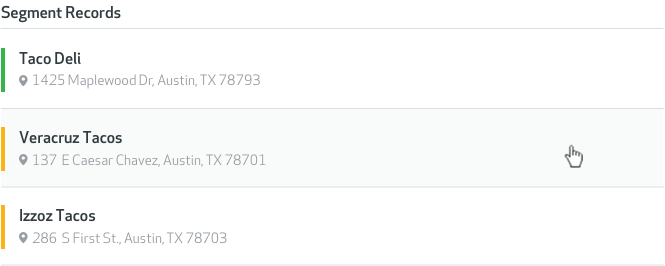 Segment Records
Taco Deli
1425 Maplewood Dr, Austin, TX 78793
Veracruz Tacos
137 E Caesar Chavez, Austin, TX 78701
Izzoz Tacos
286 S First St., Austin, TX 78703